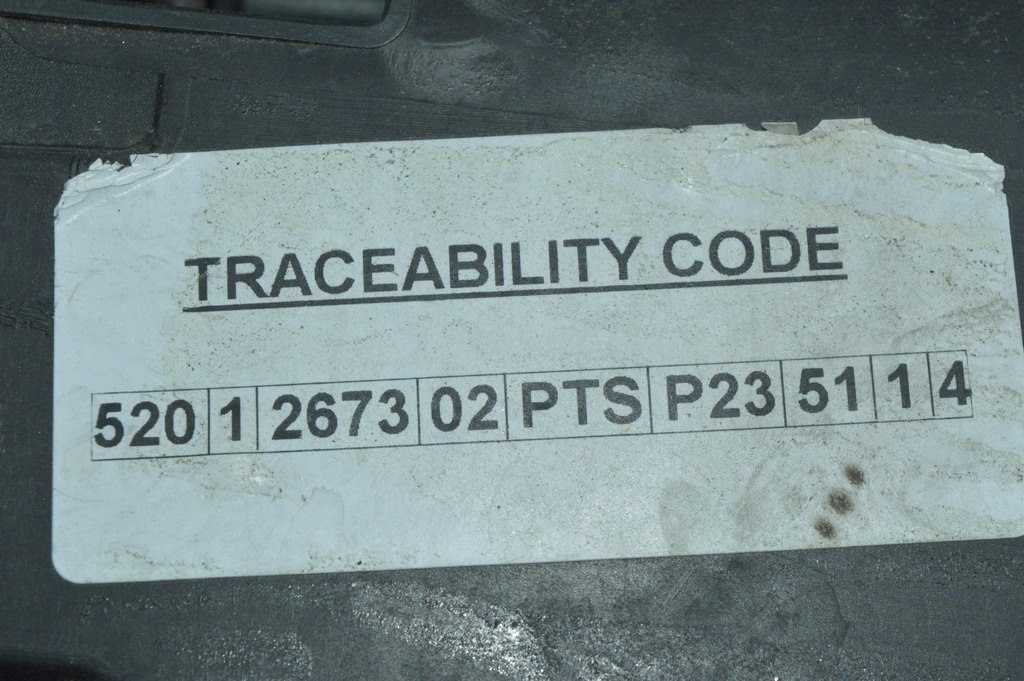 TRACEABILITY CODE
520 1 2673 02 PTS P23 51 1 4